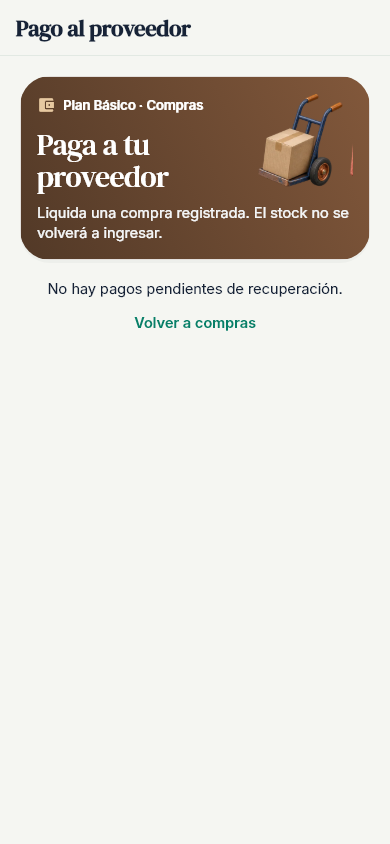 Pago al proveedor
Plan Básico · Compras
Paga a tu
proveedor
Liquida una compra registrada. El stock no se
volverá a ingresar.
No hay pagos pendientes de recuperación.
Volver a compras